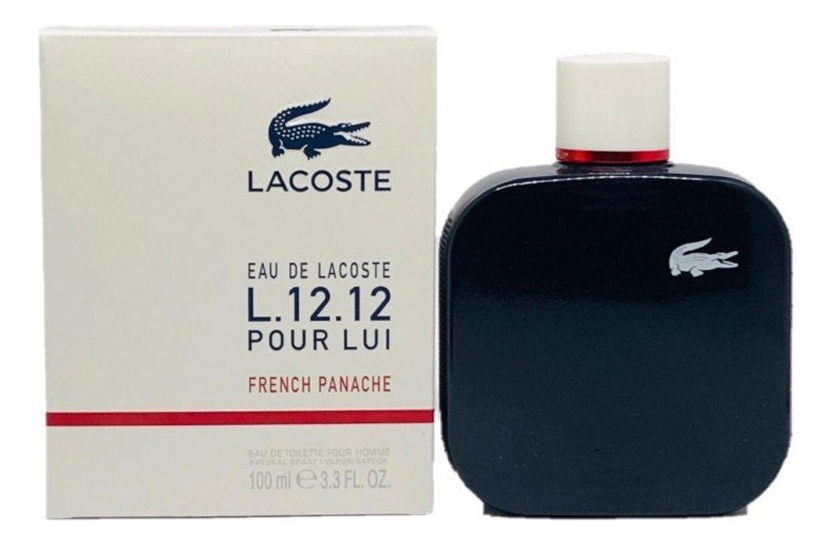 LACOSTE
EAU DE LACOSTE
L.12.12
POUR LUI
FRENCH PANACHE
EAU DE TOILETTE POUR HOMME
NATURAL SPRAY / VAPORISATEUR
100 ml ℮ 3.3 FL. OZ.